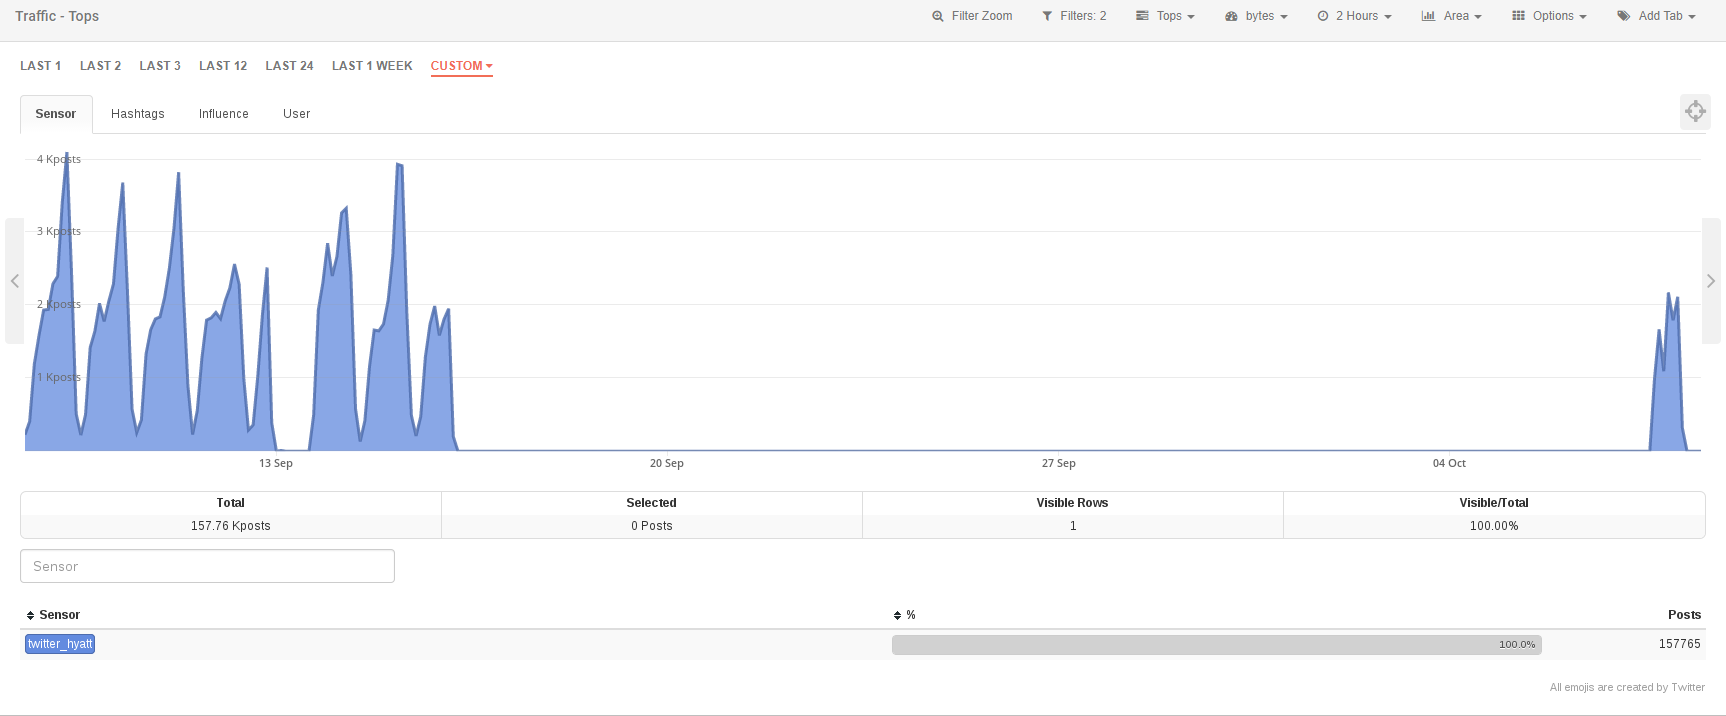 Traffic - Tops
Filter Zoom Filters: 2 Tops bytes 2 Hours Area Options Add Tab
LAST 1 LAST 2 LAST 3 LAST 12 LAST 24 LAST 1 WEEK CUSTOM
Sensor Hashtags Influence User
4 Kposts
3 Kposts
2 Kposts
1 Kposts
13 Sep 20 Sep 27 Sep 04 Oct
Total Selected Visible Rows Visible/Total
157.76 Kposts 0 Posts 1 100.00%
Sensor
Sensor % Posts
twitter_hyatt 100.0% 157765
All emojis are created by Twitter